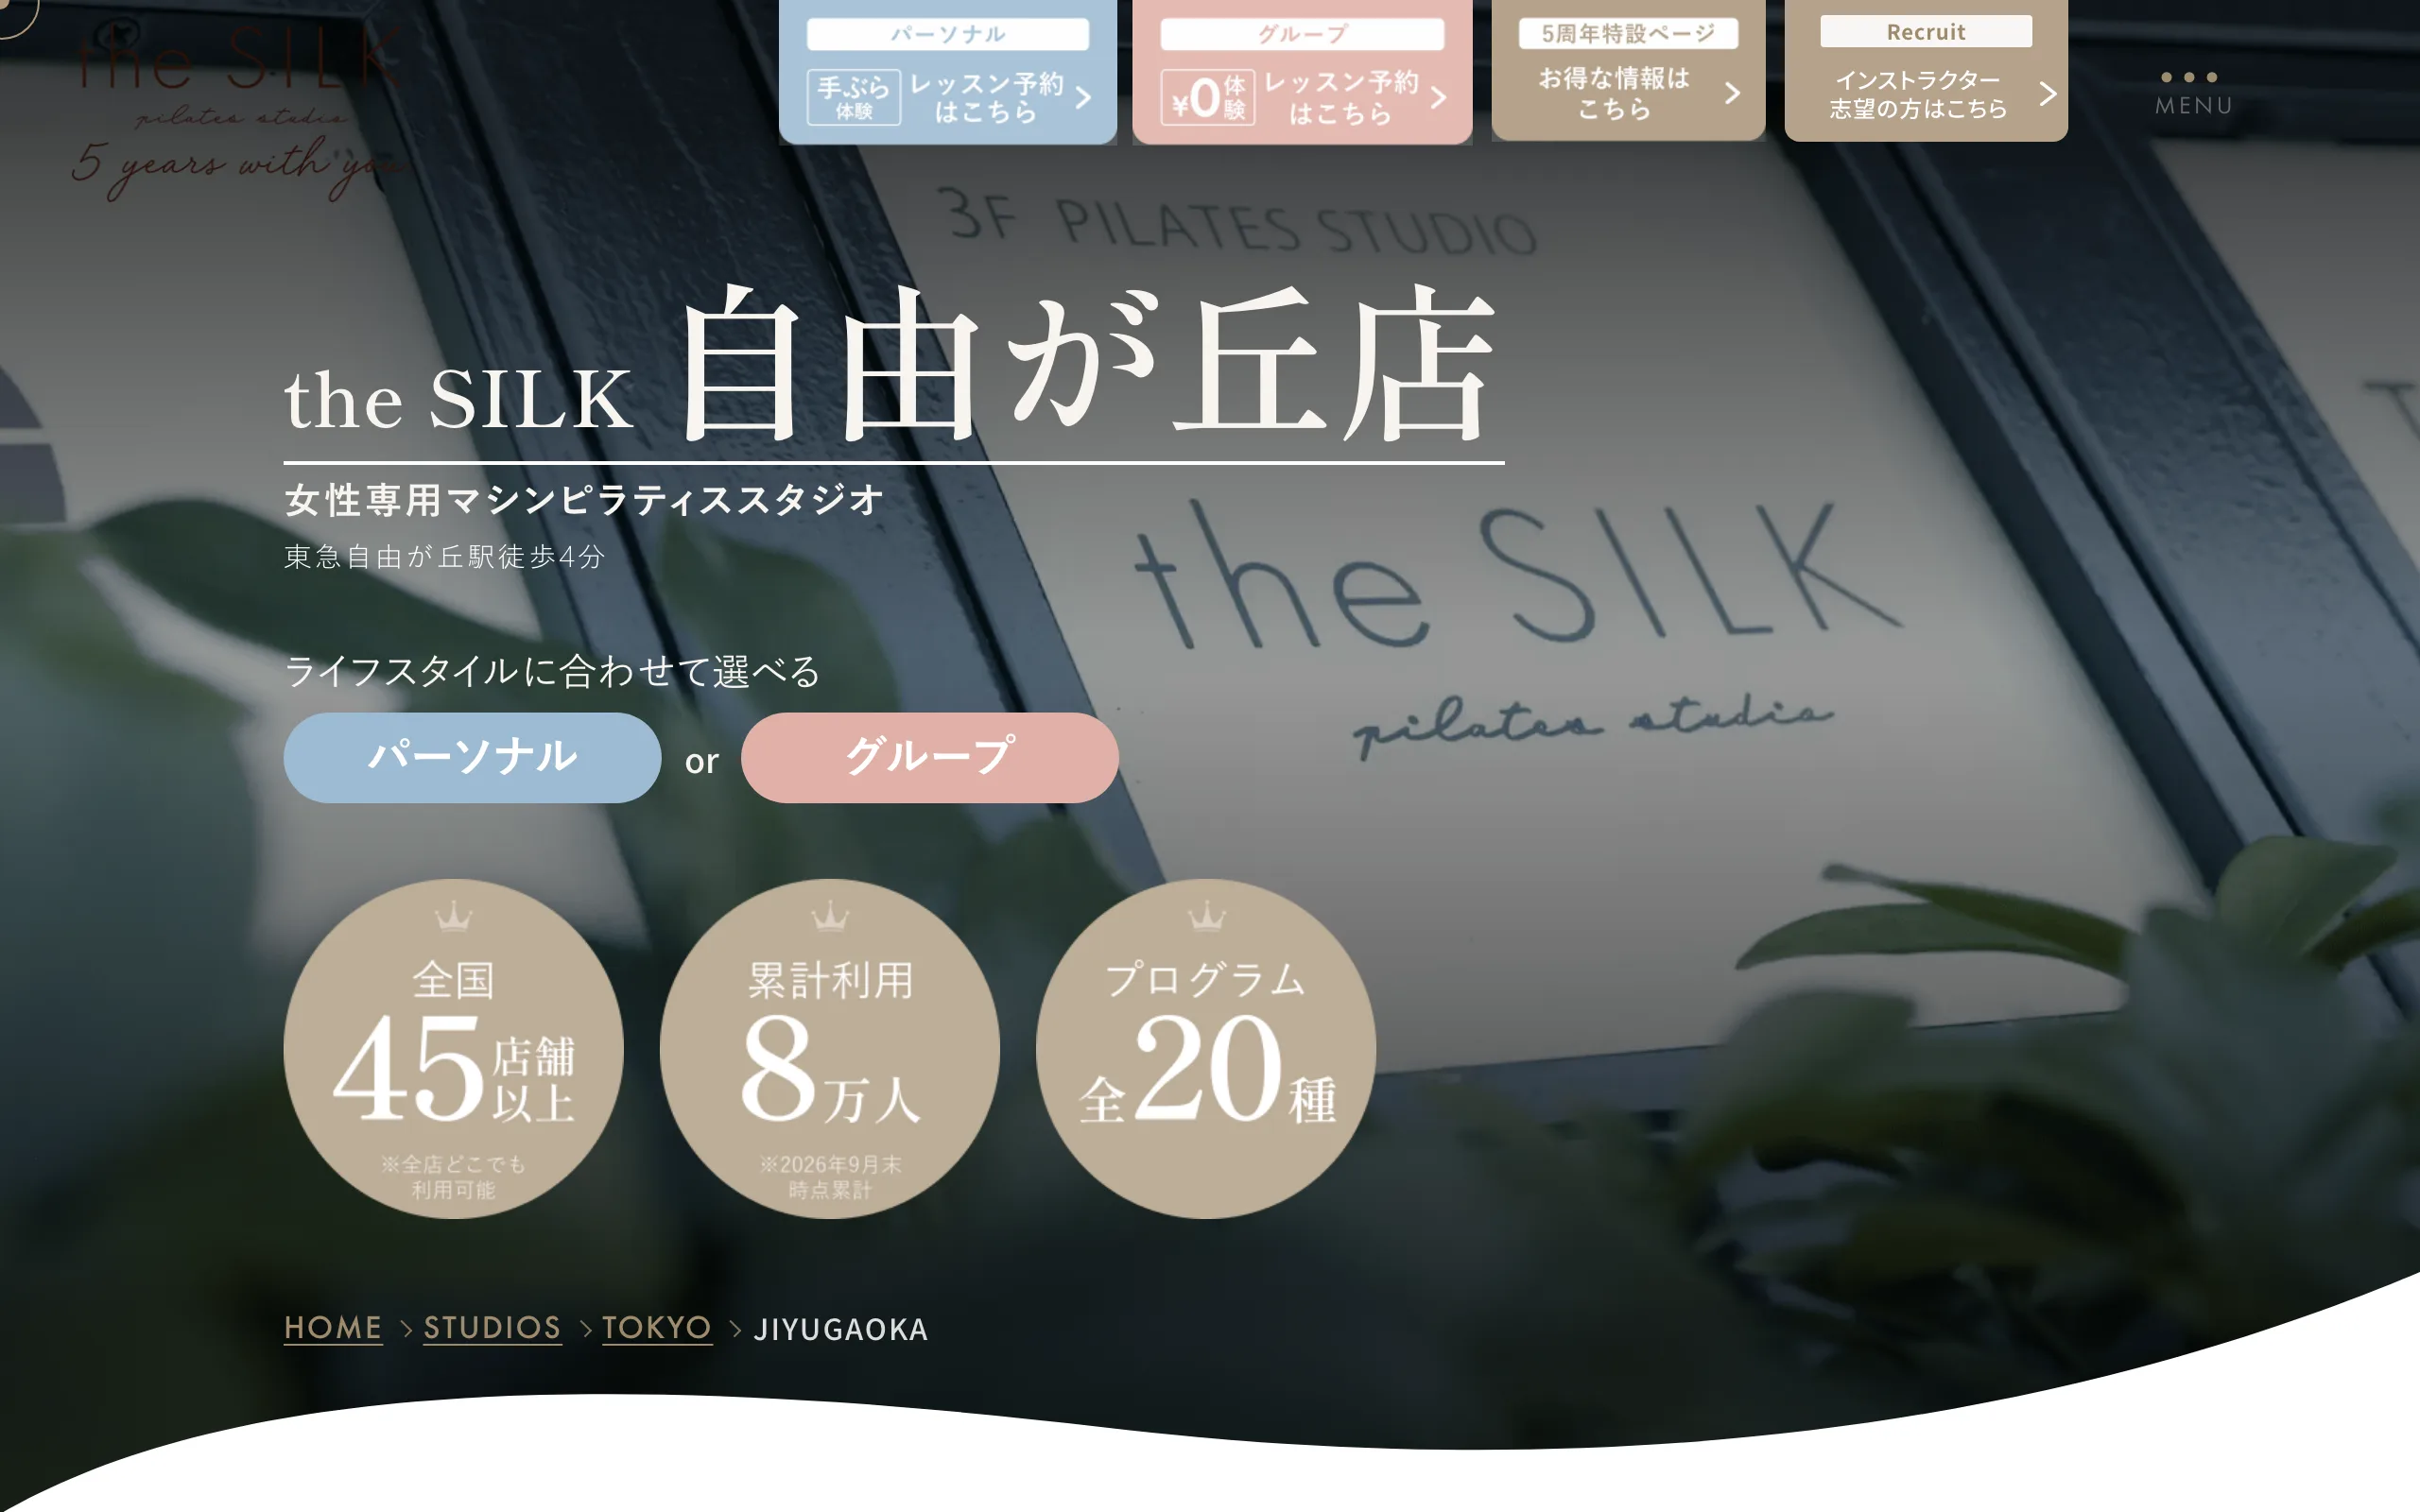 the SILK
pilates studio
5 years with you
パーソナル
手ぶら体験
レッスン予約はこちら
グループ
¥0体験
レッスン予約はこちら
5周年特設ページ
お得な情報は
こちら
Recruit
インストラクター
志望の方はこちら
MENU
3F PILATES STUDIO
the SILK 自由が丘店
女性専用マシンピラティススタジオ
東急自由が丘駅徒歩4分
the SILK
pilates studio
ライフスタイルに合わせて選べる
パーソナル or グループ
全国
45店舗以上
※全店どこでも
利用可能
累計利用
8万人
※2026年9月末
時点累計
プログラム
全20種
HOME > STUDIOS > TOKYO > JIYUGAOKA